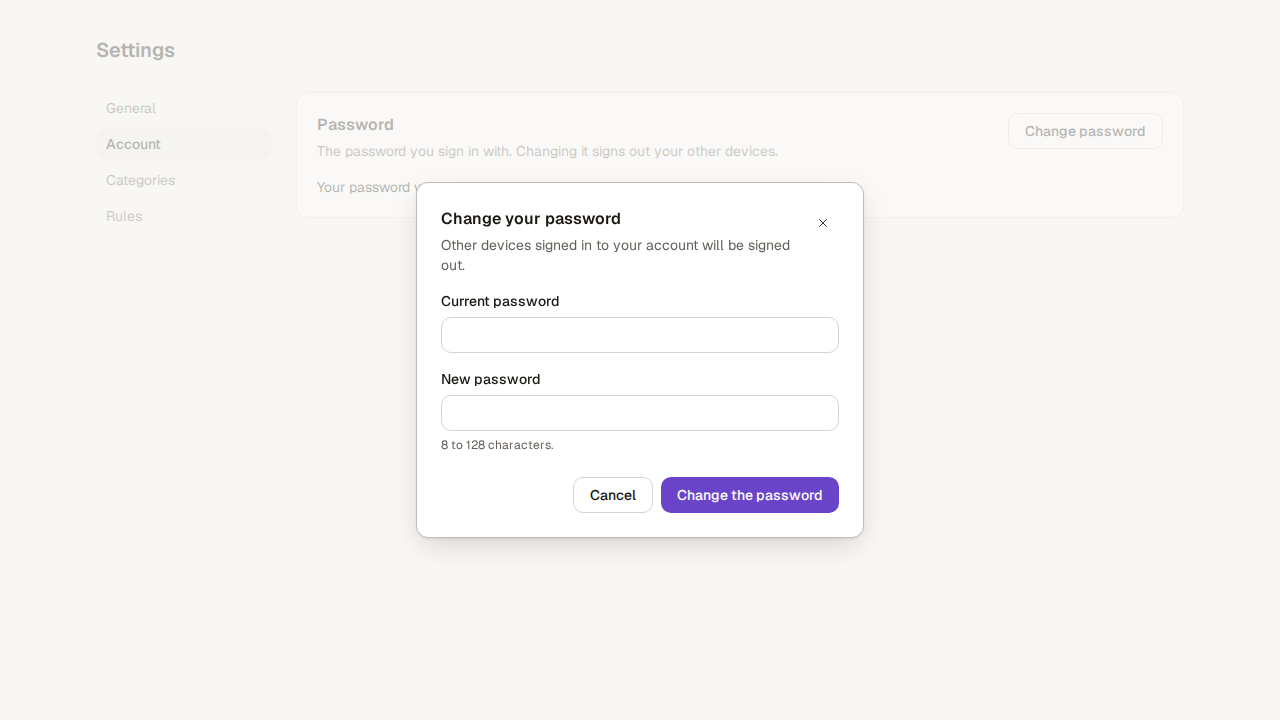 Settings
General
Account
Categories
Rules
Password
The password you sign in with. Changing it signs out your other devices.
Change password
Your password
Change your password
Other devices signed in to your account will be signed
out.
Current password
New password
8 to 128 characters.
Cancel
Change the password